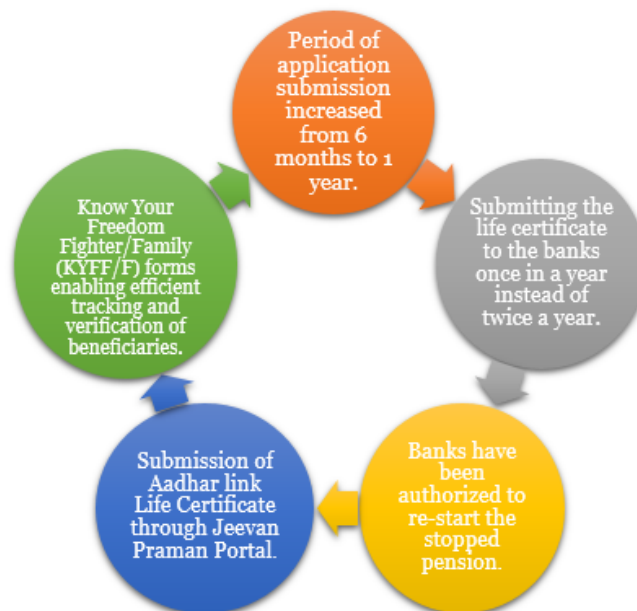 Period of
application
submission
increased
from 6
months to 1
year.
Submitting the
life certificate
to the banks
once in a year
instead of
twice a year.
Banks have
been
authorized to
re-start the
stopped
pension.
Submission of
Aadhar link
Life Certificate
through Jeevan
Praman Portal.
Know Your
Freedom
Fighter/Family
(KYFF/F) forms
enabling efficient
tracking and
verification of
beneficiaries.